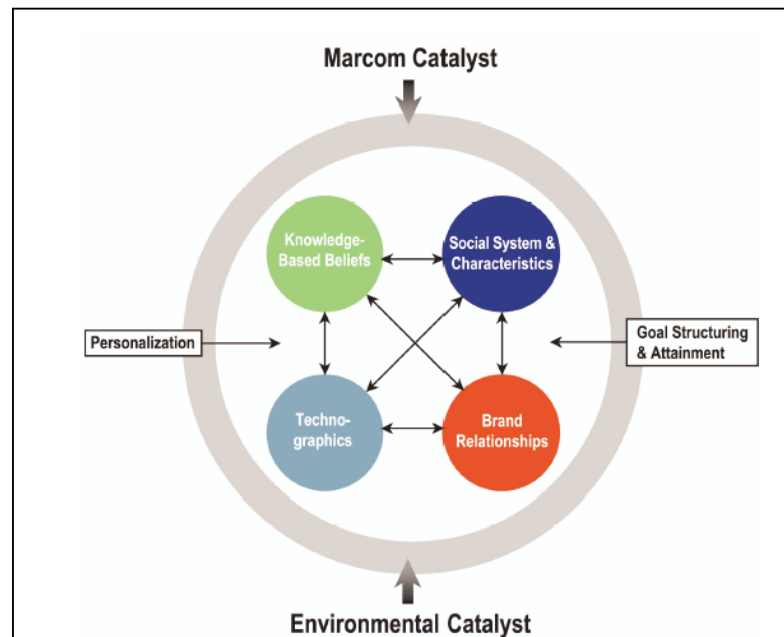 Marcom Catalyst
Knowledge-
Based Beliefs
Social System &
Characteristics
Personalization
Goal Structuring
& Attainment
Techno-
graphics
Brand
Relationships
Environmental Catalyst